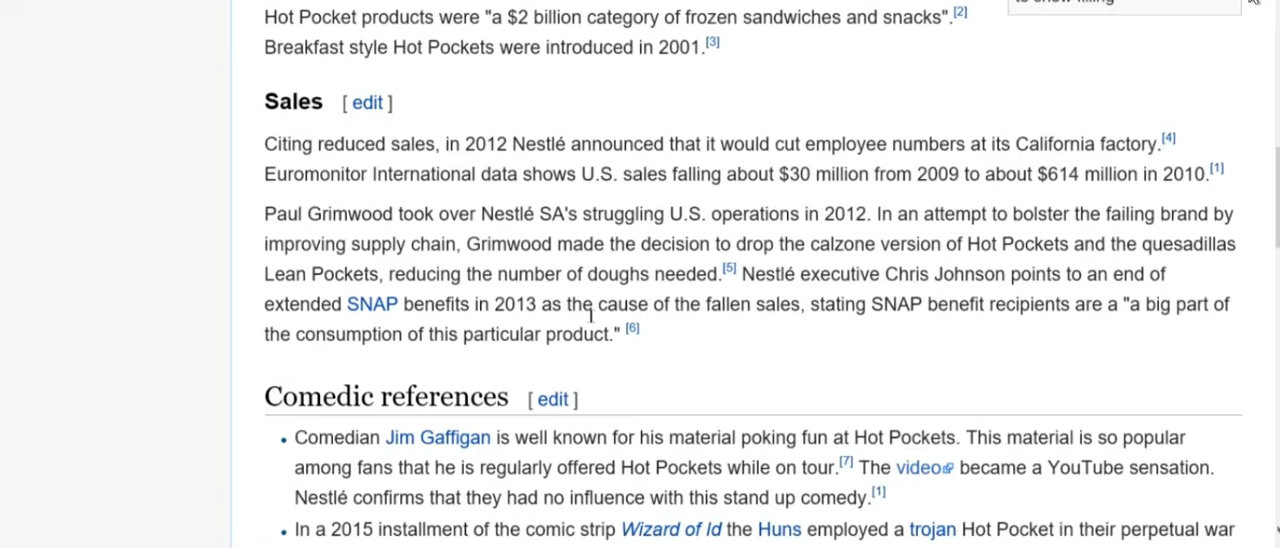 Hot Pocket products were "a $2 billion category of frozen sandwiches and snacks".[2]
Breakfast style Hot Pockets were introduced in 2001.[3]
Sales [ edit ]
Citing reduced sales, in 2012 Nestlé announced that it would cut employee numbers at its California factory.[4]
Euromonitor International data shows U.S. sales falling about $30 million from 2009 to about $614 million in 2010.[1]
Paul Grimwood took over Nestlé SA's struggling U.S. operations in 2012. In an attempt to bolster the failing brand by
improving supply chain, Grimwood made the decision to drop the calzone version of Hot Pockets and the quesadillas
Lean Pockets, reducing the number of doughs needed.[5] Nestlé executive Chris Johnson points to an end of
extended SNAP benefits in 2013 as the cause of the fallen sales, stating SNAP benefit recipients are a "a big part of
the consumption of this particular product." [6]
Comedic references [ edit ]
• Comedian Jim Gaffigan is well known for his material poking fun at Hot Pockets. This material is so popular
among fans that he is regularly offered Hot Pockets while on tour.[7] The video became a YouTube sensation.
Nestlé confirms that they had no influence with this stand up comedy.[1]
• In a 2015 installment of the comic strip Wizard of Id the Huns employed a trojan Hot Pocket in their perpetual war